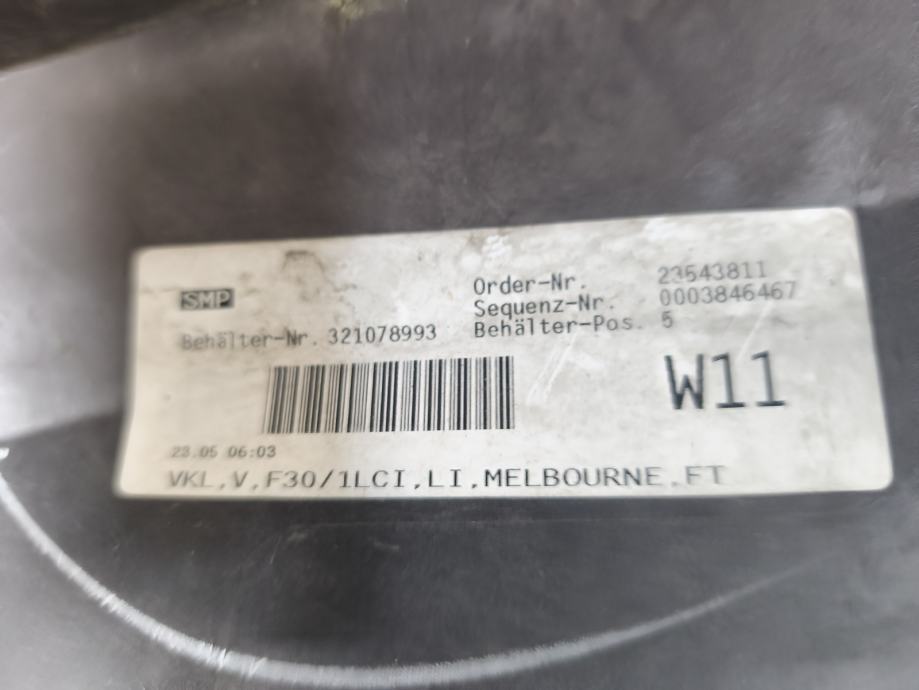 SMP
Order-Nr. 23543811
Sequenz-Nr. 0003846467
Behälter-Nr. 321078993
Behälter-Pos. 5
W11
23.05 06:03
VKL,V,F30/1LCI,LI,MELBOURNE,FT